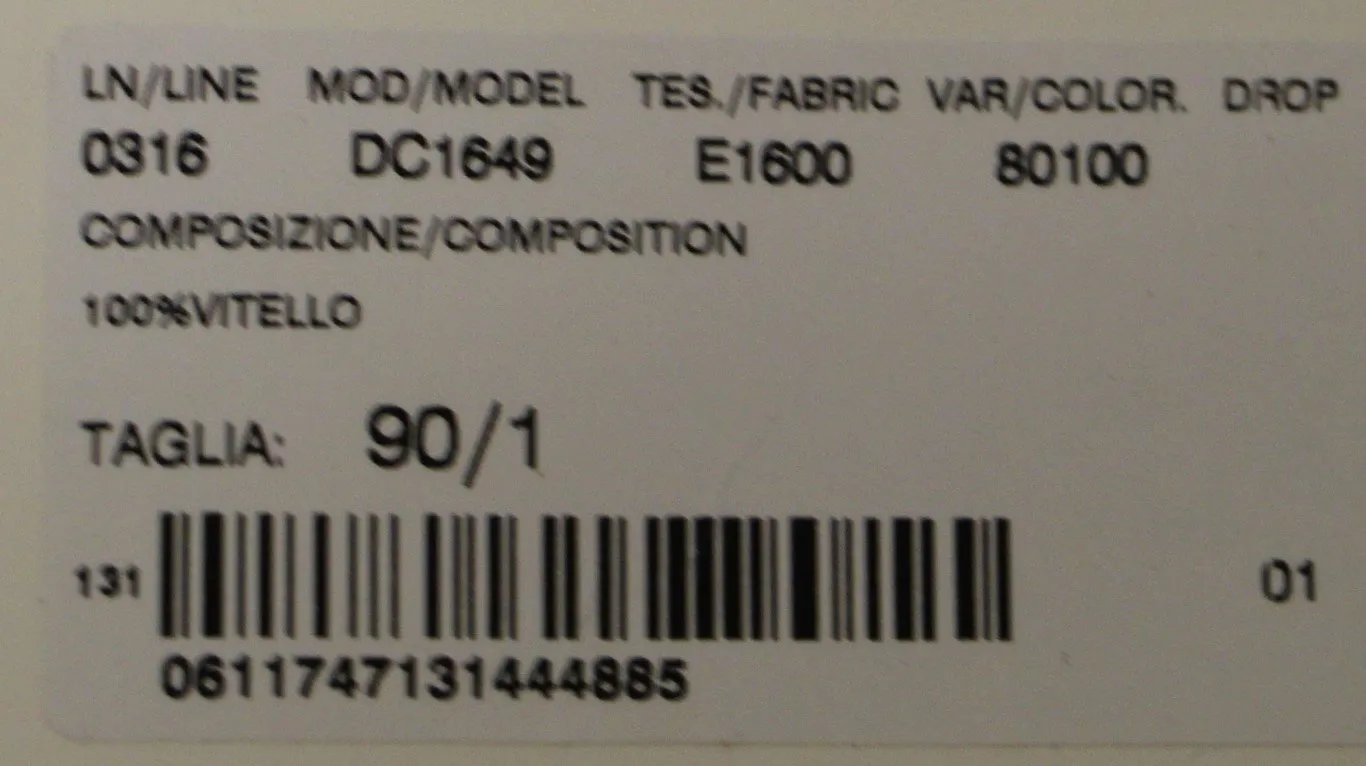 LN/LINE MOD/MODEL TES./FABRIC VAR/COLOR. DROP
0316 DC1649 E1600 80100
COMPOSIZIONE/COMPOSITION
100%VITELLO
TAGLIA: 90/1
131 01
0611747131444885